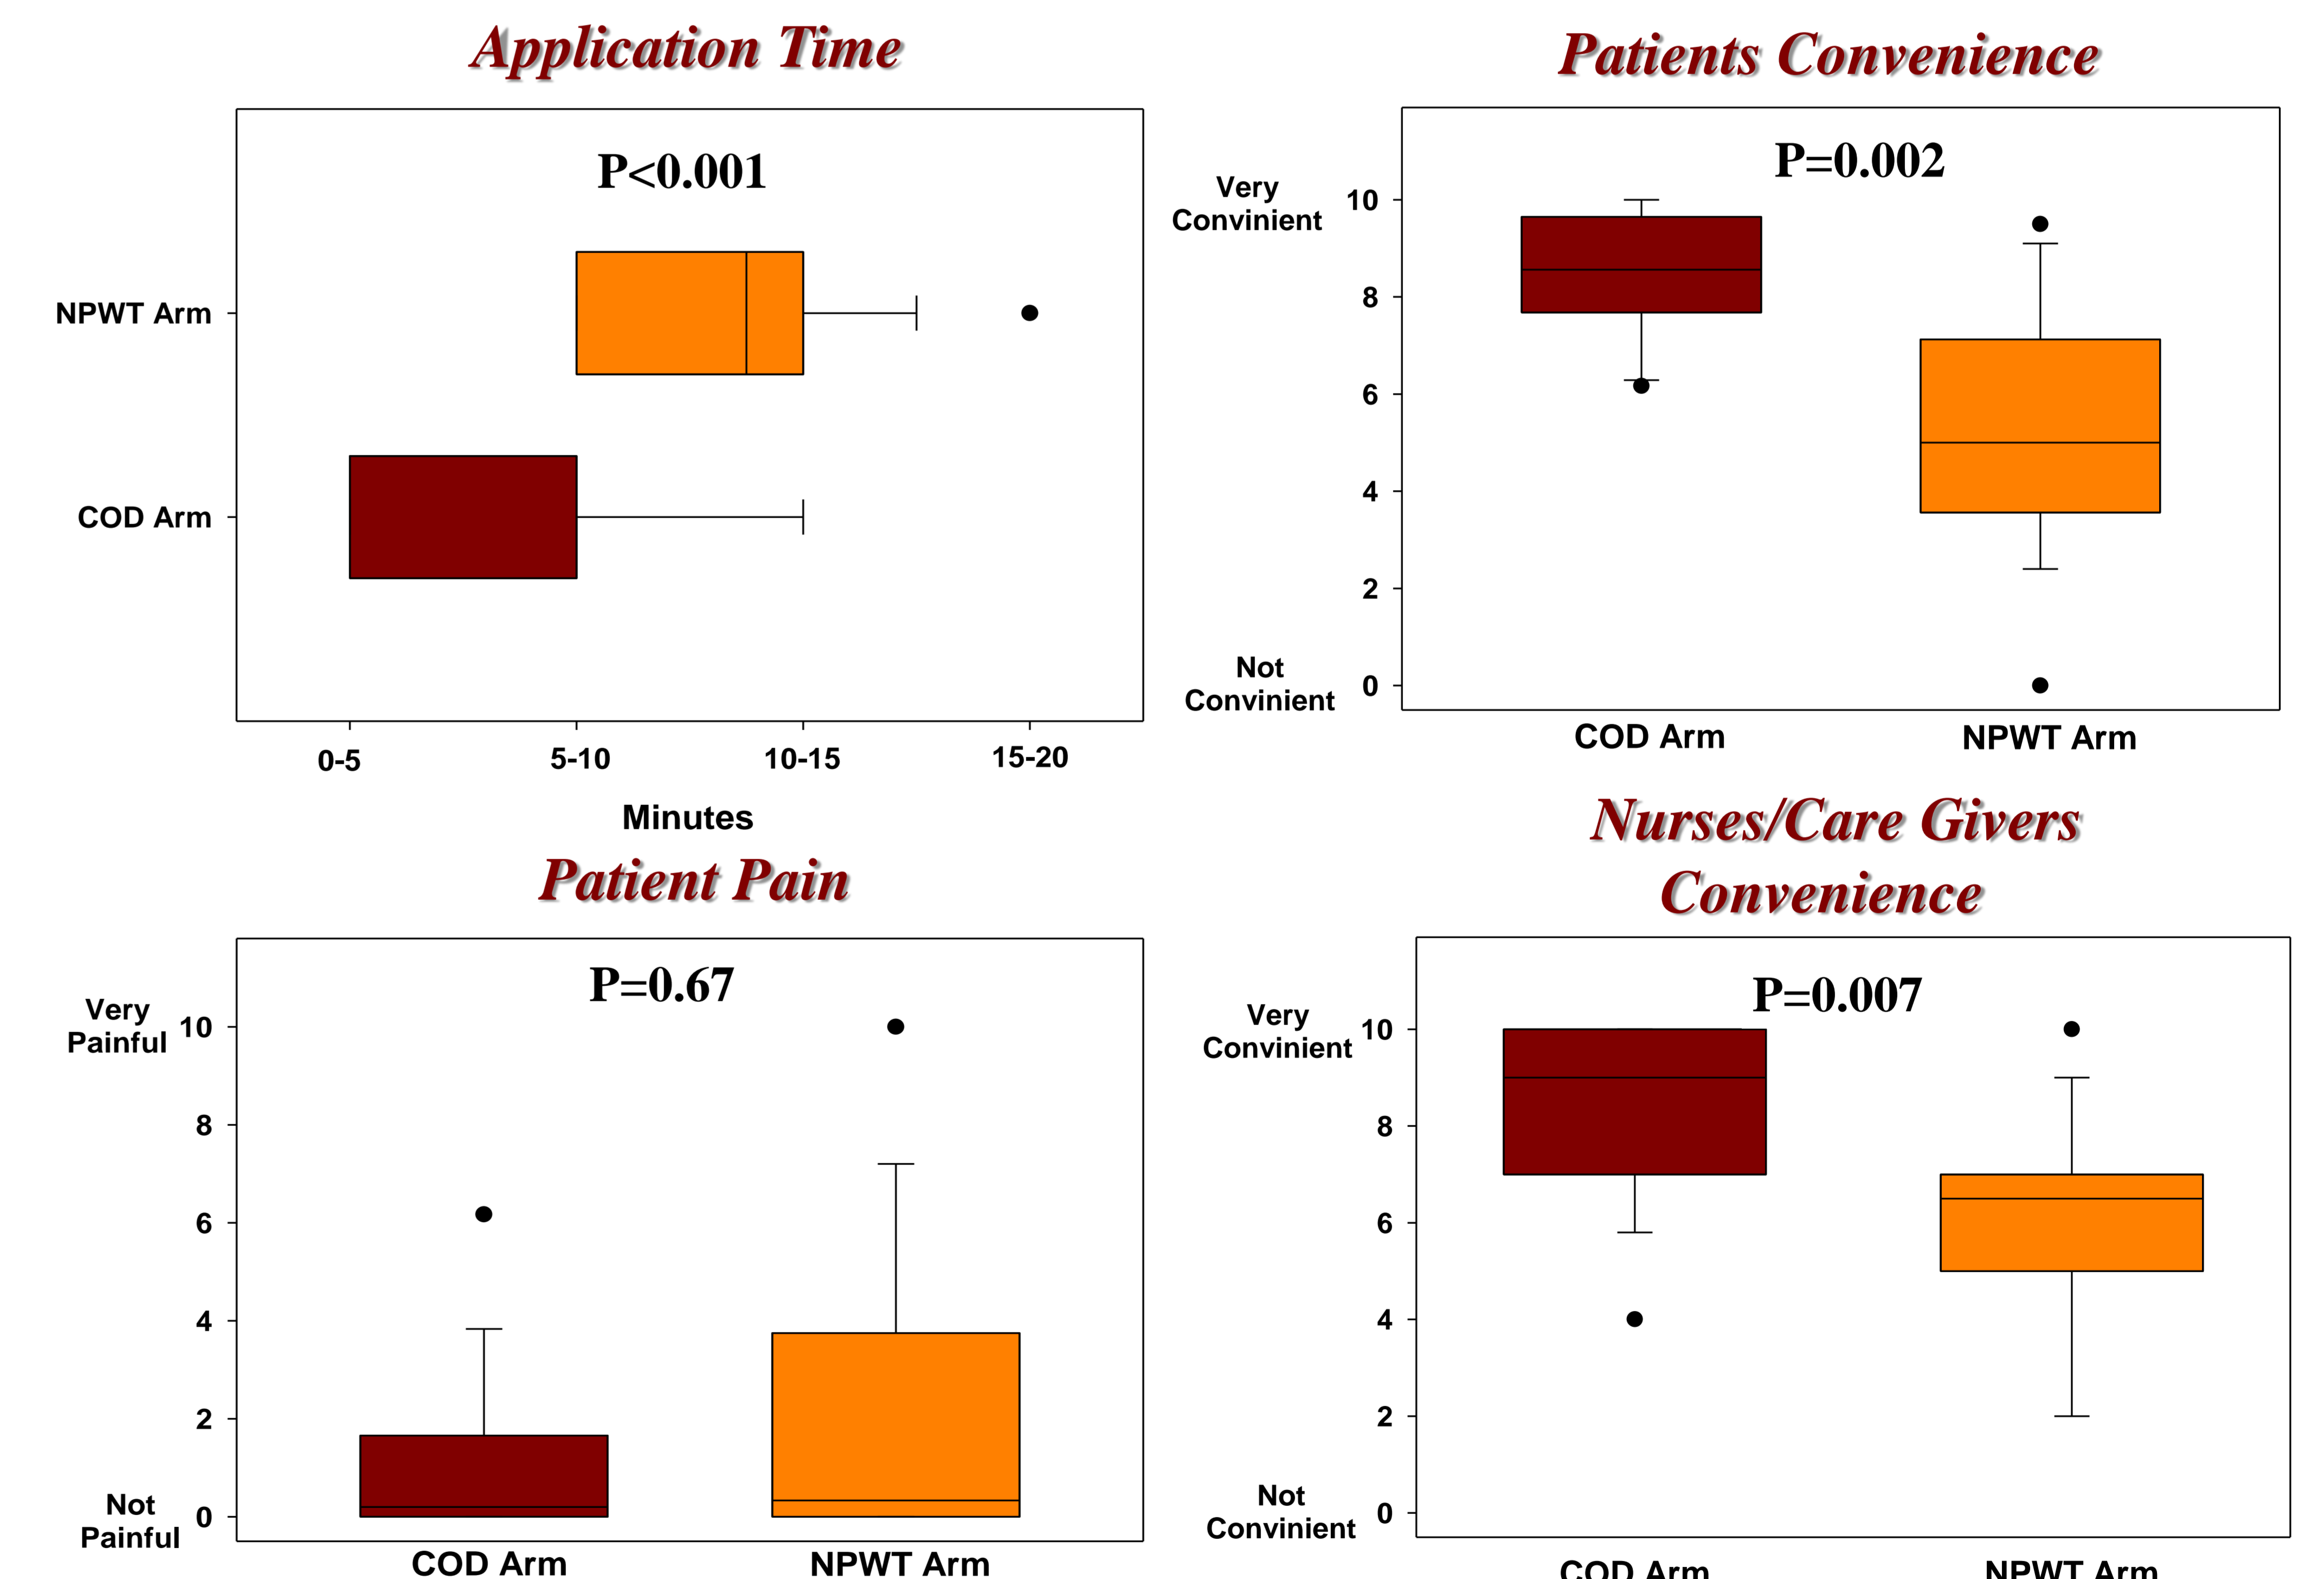 Application Time
P<0.001
NPWT Arm
COD Arm
0-5
5-10
10-15
15-20
Minutes
Patients Convenience
P=0.002
Very
Convinient
10
8
6
4
2
Not
Convinient
0
COD Arm
NPWT Arm
Patient Pain
P=0.67
Very
Painful
10
8
6
4
2
Not
Painful
0
COD Arm
NPWT Arm
Nurses/Care Givers
Convenience
P=0.007
Very
Convinient
10
8
6
4
2
Not
Convinient
0
COD Arm
NPWT Arm